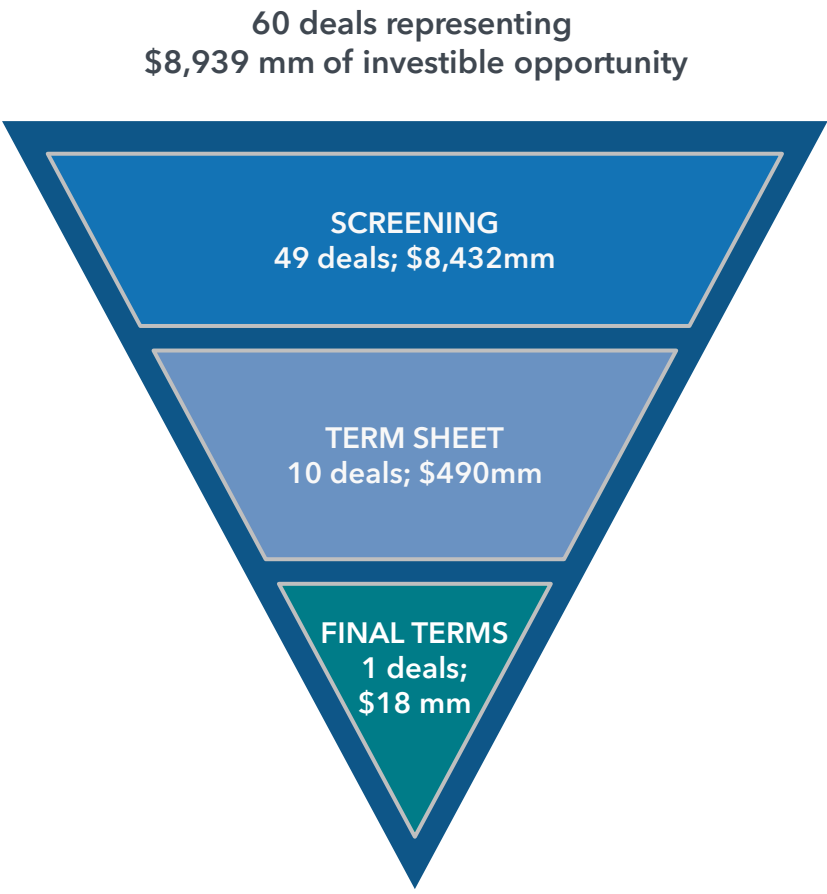 60 deals representing
$8,939 mm of investible opportunity
SCREENING
49 deals; $8,432mm
TERM SHEET
10 deals; $490mm
FINAL TERMS
1 deals;
$18 mm